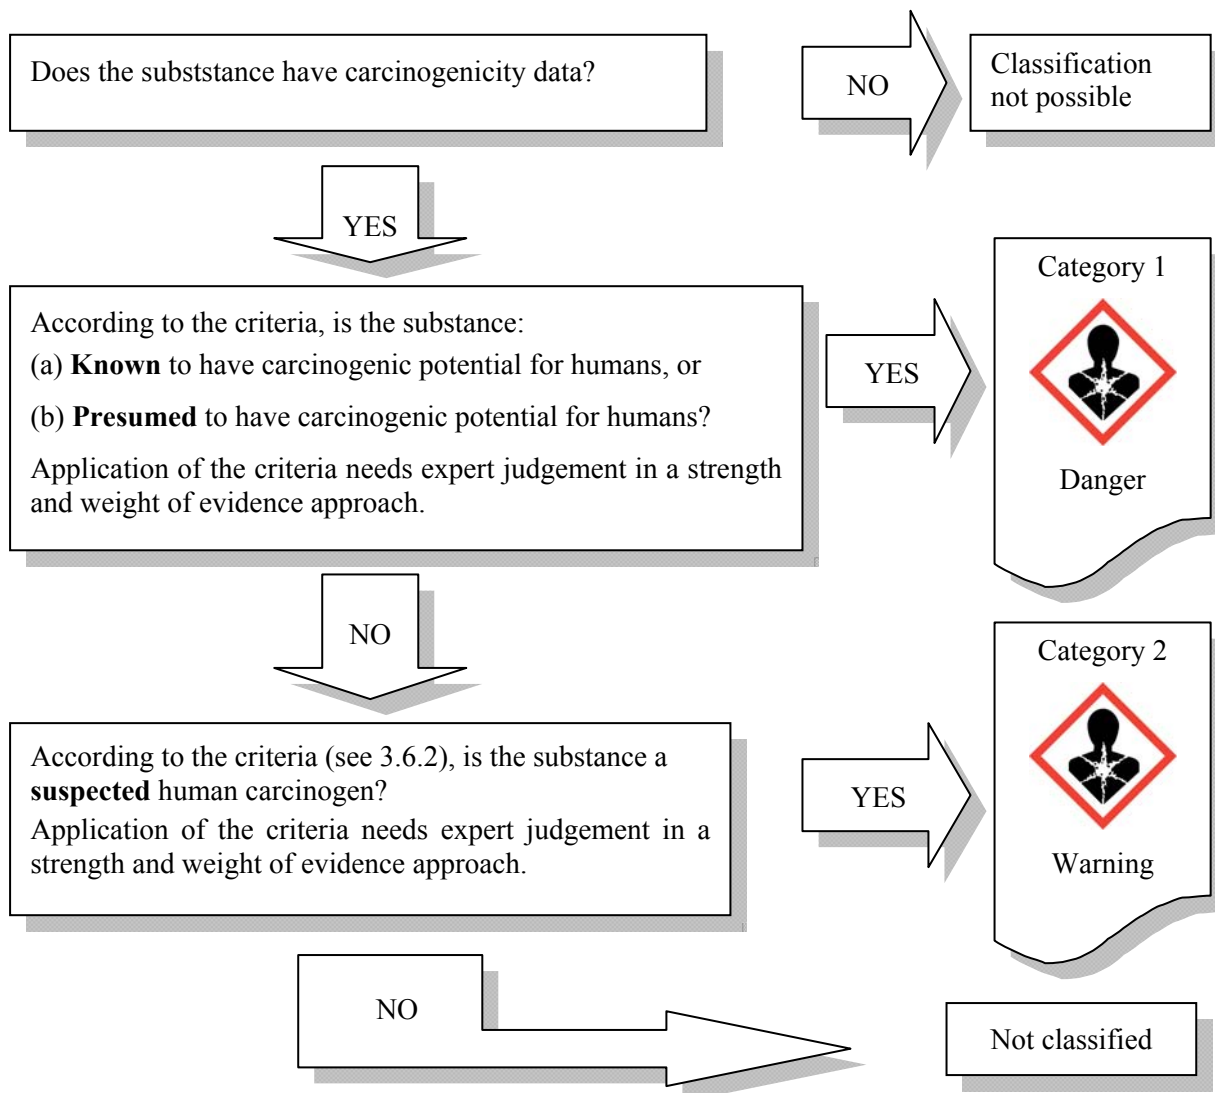 Does the subststance have carcinogenicity data?
NO
Classification
not possible
YES
According to the criteria, is the substance:
(a) Known to have carcinogenic potential for humans, or
(b) Presumed to have carcinogenic potential for humans?
Application of the criteria needs expert judgement in a strength
and weight of evidence approach.
YES
Category 1
Danger
NO
According to the criteria (see 3.6.2), is the substance a
suspected human carcinogen?
Application of the criteria needs expert judgement in a
strength and weight of evidence approach.
YES
Category 2
Warning
NO
Not classified